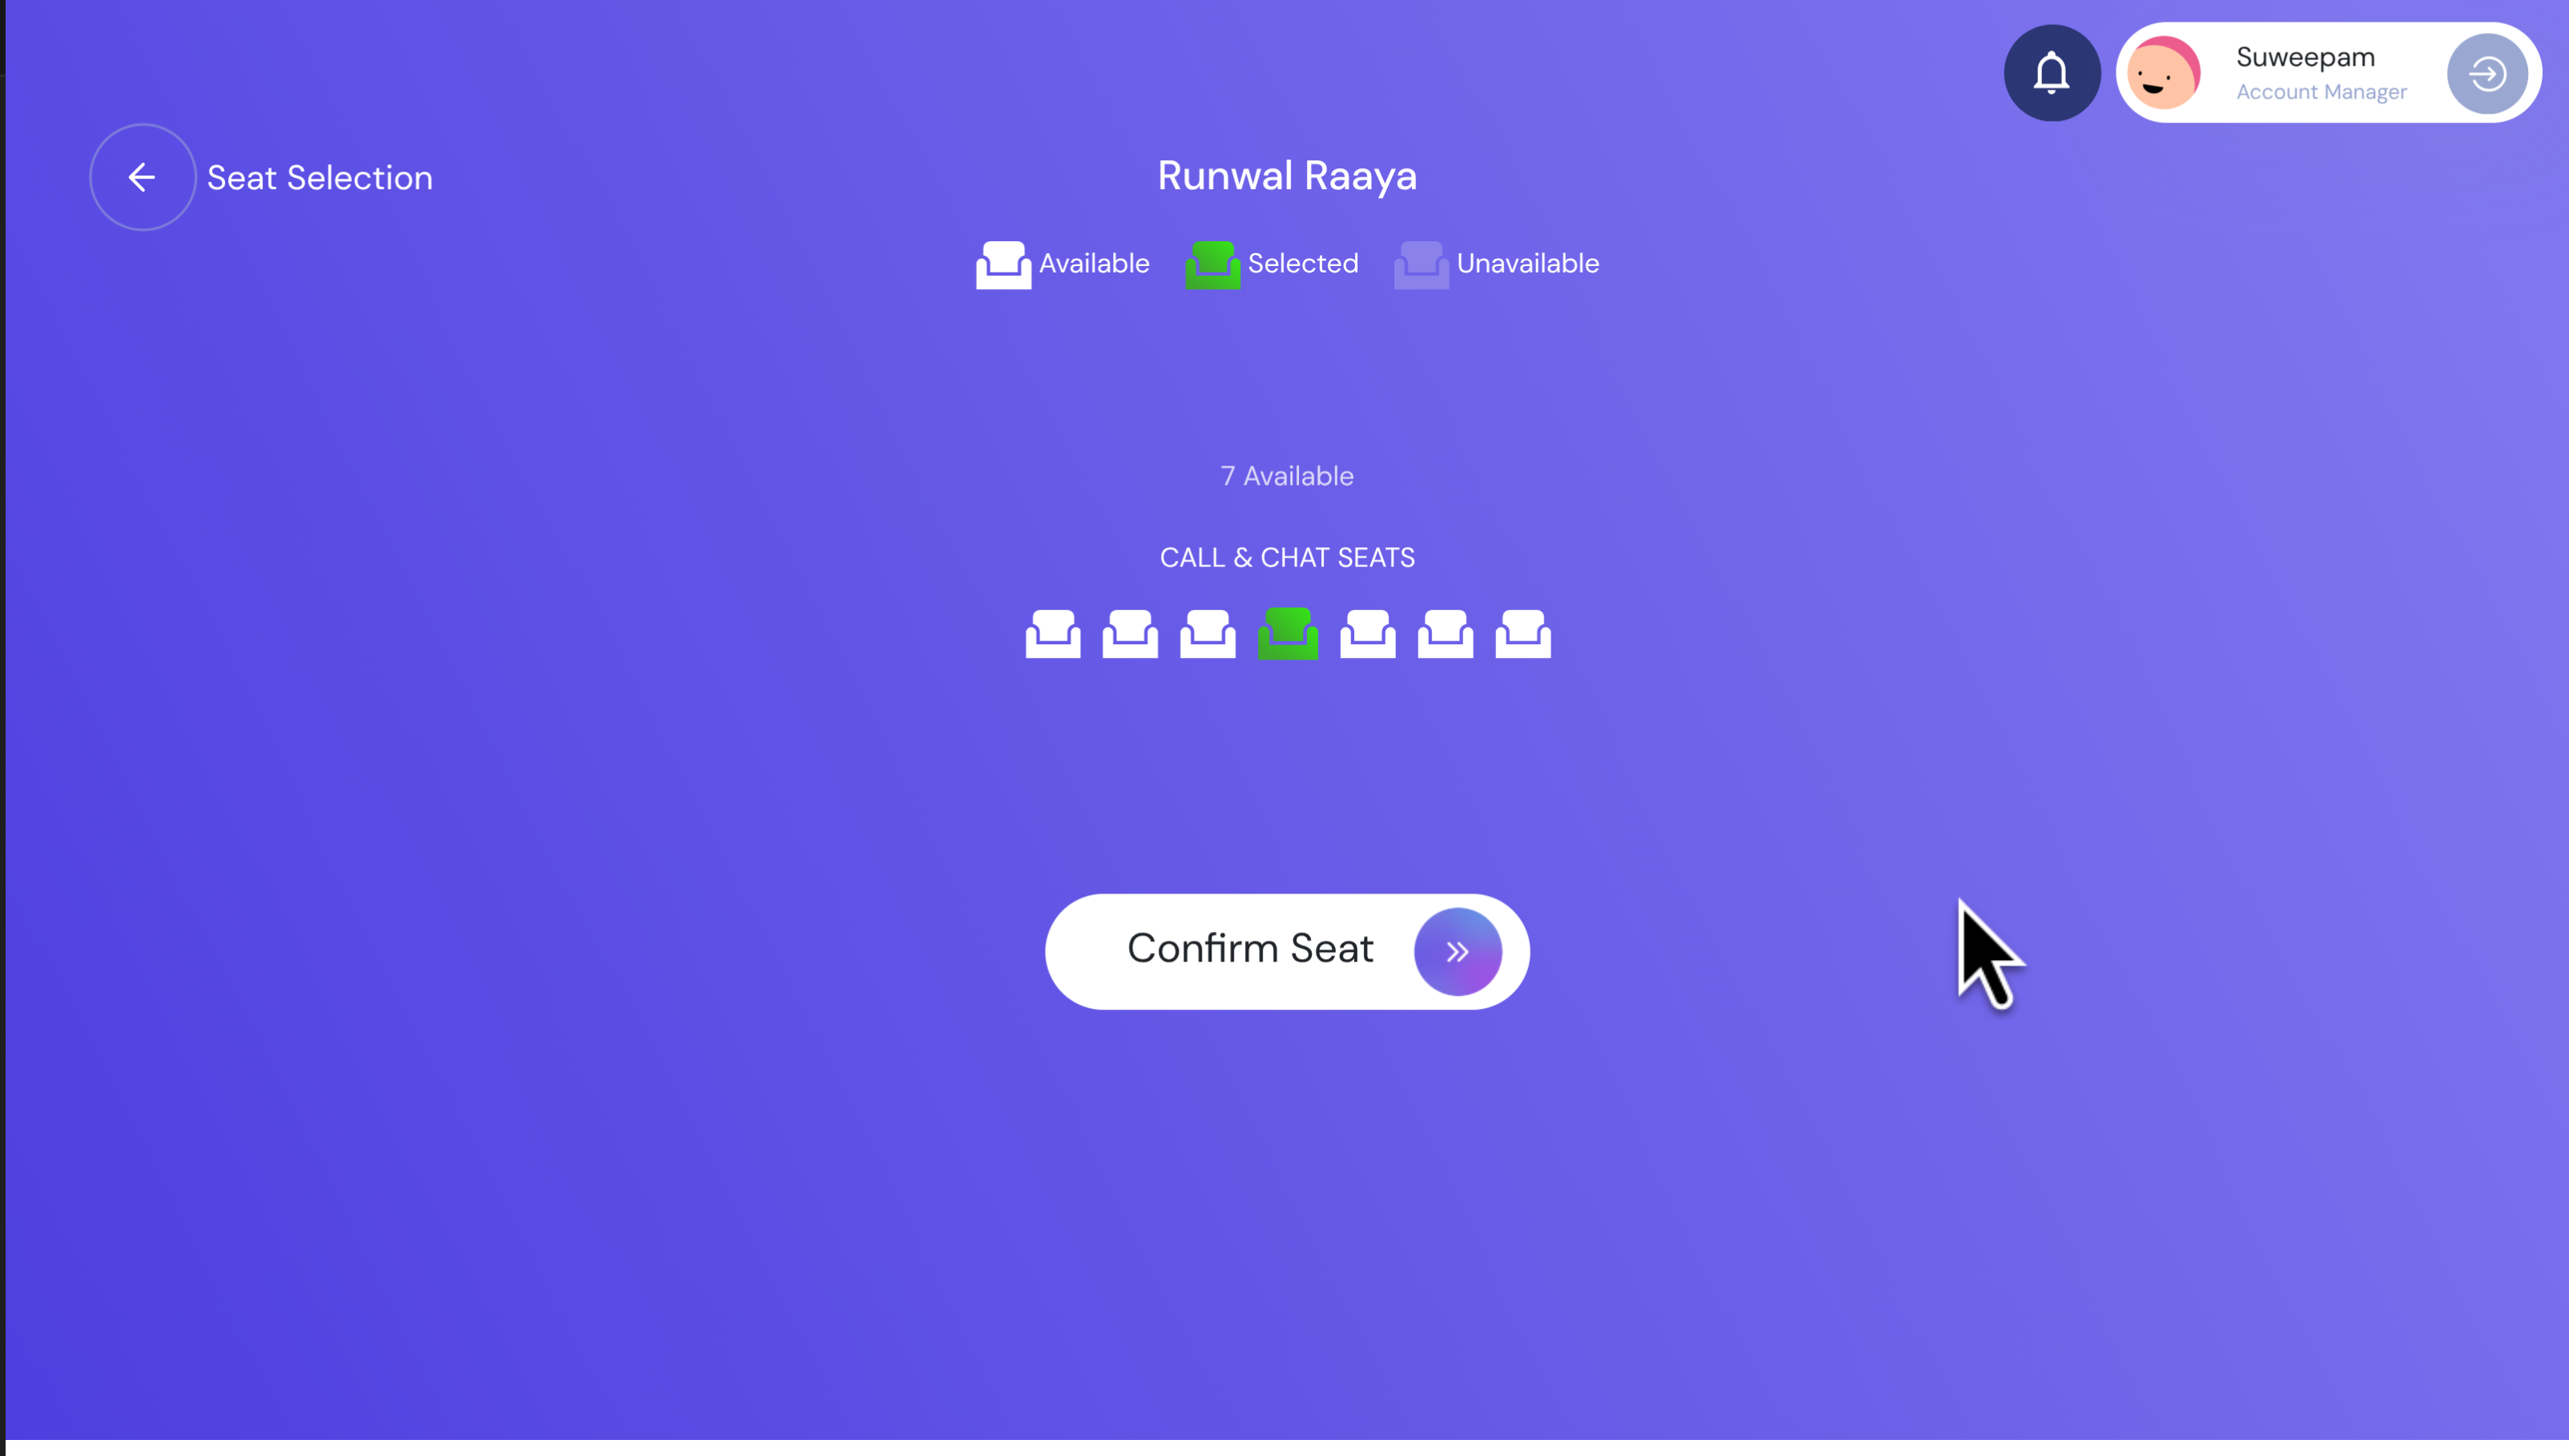 Suweepam
Account Manager
Seat Selection
Runwal Raaya
Available Selected Unavailable
7 Available
CALL & CHAT SEATS
Confirm Seat